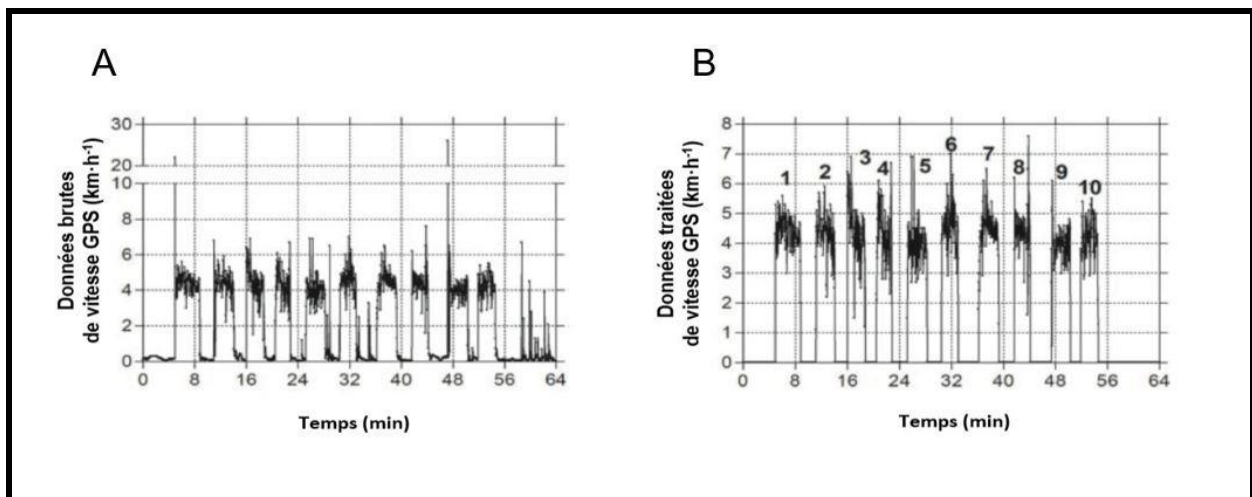 A
Données brutes
de vitesse GPS (km·h-1)
30
20
10
8
6
4
2
0
0 8 16 24 32 40 48 56 64
Temps (min)
B
Données traitées
de vitesse GPS (km·h-1)
8
7
6
5
4
3
2
1
0
1 2 3 4 5 6 7 8 9 10
0 8 16 24 32 40 48 56 64
Temps (min)